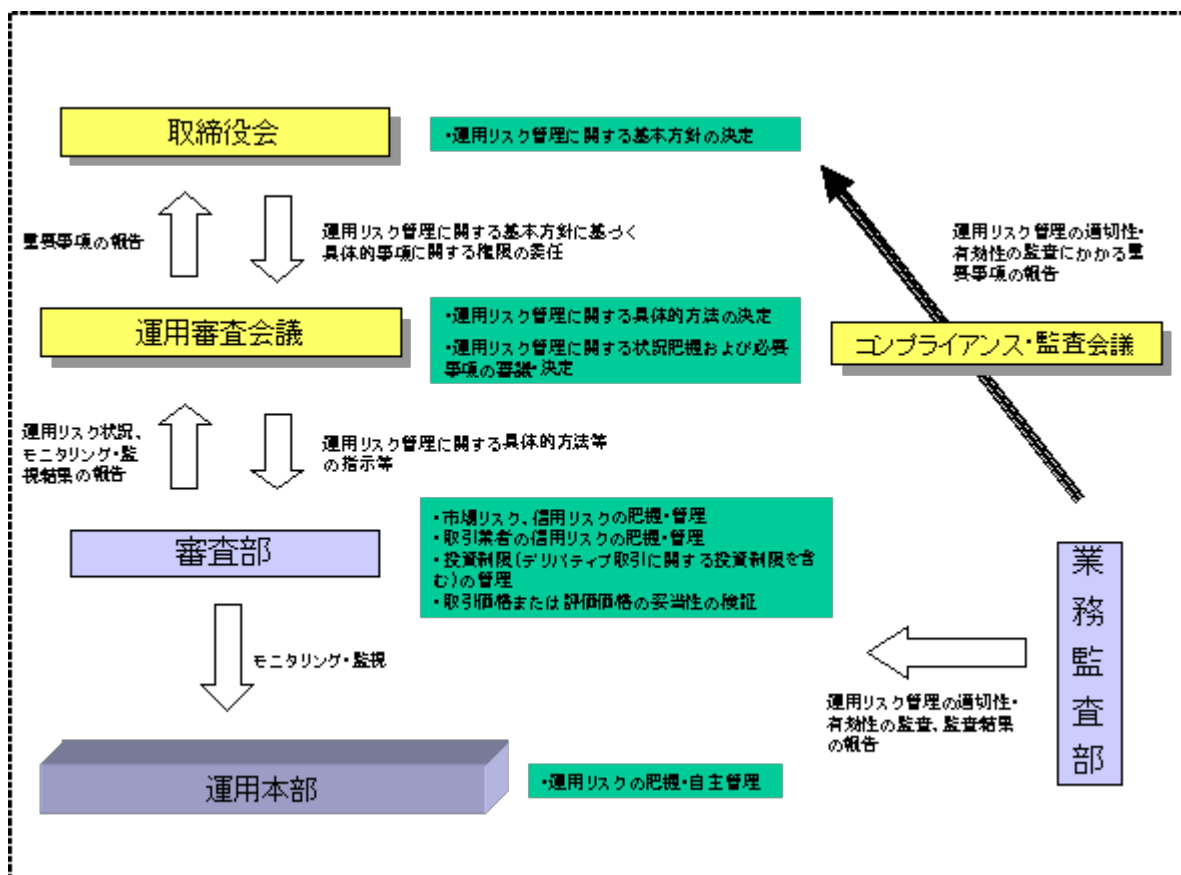 取締役会
・運用リスク管理に関する基本方針の決定
重要事項の報告
運用リスク管理に関する基本方針に基づく
具体的事項に関する権限の委任
運用リスク管理の適切性・
有効性の監査にかかる重
要事項の報告
運用審査会議
・運用リスク管理に関する具体的方法の決定
・運用リスク管理に関する状況把握および必要
事項の審議・決定
コンプライアンス・監査会議
運用リスク状況、
モニタリング・監
視結果の報告
運用リスク管理に関する具体的方法等
の指示等
審査部
・市場リスク、信用リスクの把握・管理
・取引業者の信用リスクの把握・管理
・投資制限(デリバティブ取引に関する投資制限を含
む)の管理
・取引価格または評価価格の妥当性の検証
業務監査部
モニタリング・監視
運用リスク管理の適切性・
有効性の監査、監査結果
の報告
運用本部
・運用リスクの把握・自主管理